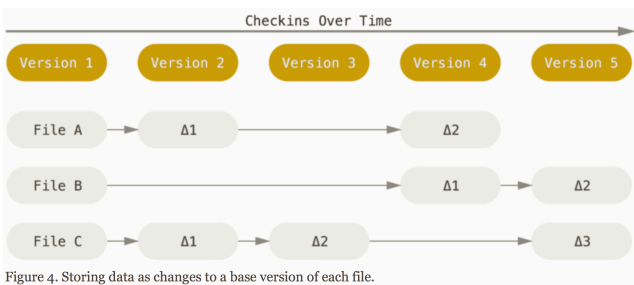 Checkins Over Time
Version 1 Version 2 Version 3 Version 4 Version 5
File A Δ1 Δ2
File B Δ1 Δ2
File C Δ1 Δ2 Δ3
Figure 4. Storing data as changes to a base version of each file.